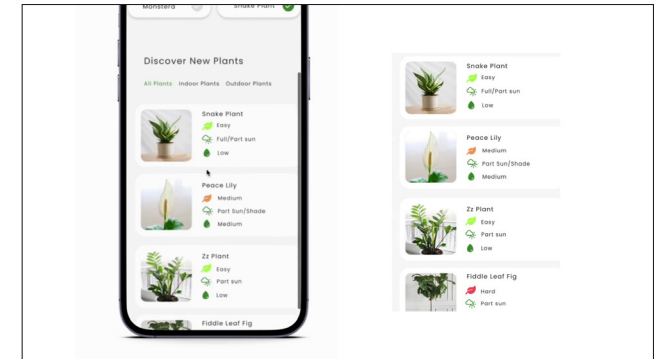 Monstera
Snake Plant
Discover New Plants
All Plants Indoor Plants Outdoor Plants
Snake Plant
Easy
Full/Part sun
Low
Peace Lily
Medium
Part Sun/Shade
Medium
Zz Plant
Easy
Part sun
Low
Fiddle Leaf Fig
Snake Plant
Easy
Full/Part sun
Low
Peace Lily
Medium
Part Sun/Shade
Medium
Zz Plant
Easy
Part sun
Low
Fiddle Leaf Fig
Hard
Part sun